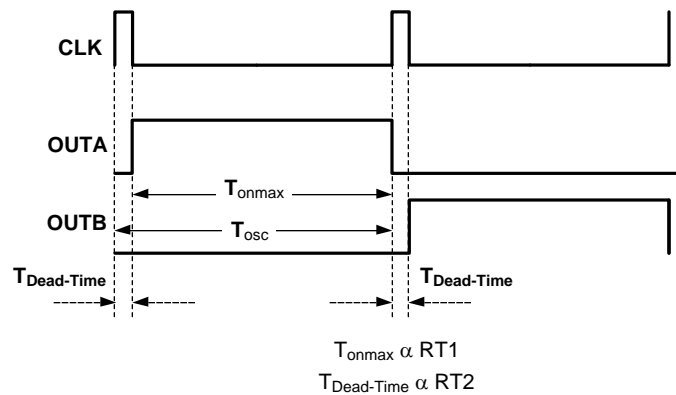 CLK
OUTA
Tonmax
OUTB
Tosc
TDead-Time
TDead-Time
Tonmax α RT1
TDead-Time α RT2